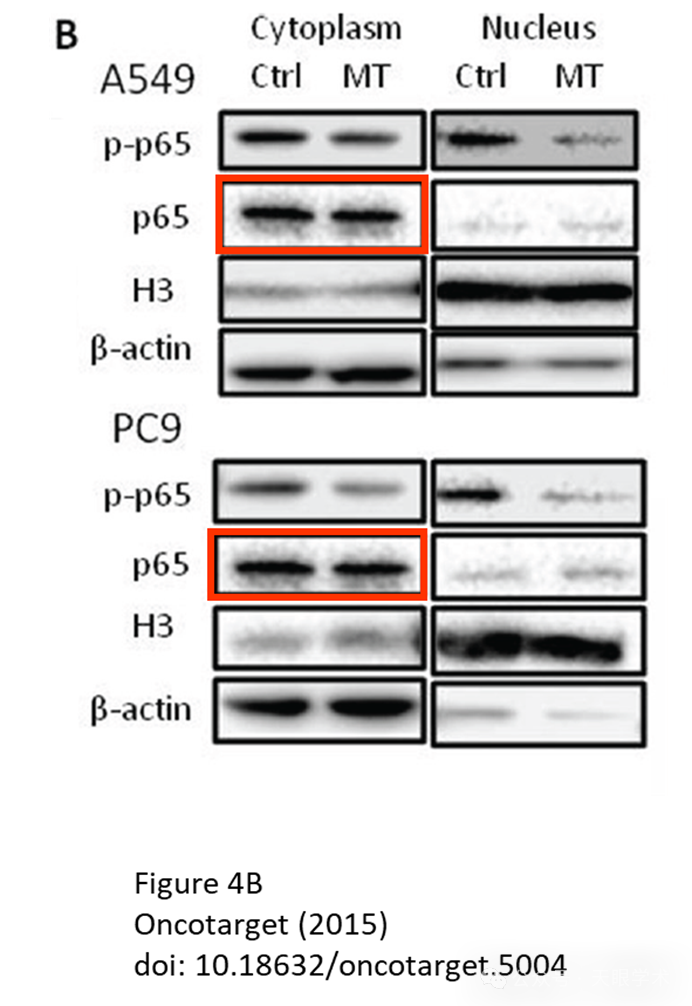 B
Cytoplasm Nucleus
A549 Ctrl MT Ctrl MT
p-p65
p65
H3
β-actin
PC9
p-p65
p65
H3
β-actin
Figure 4B
Oncotarget (2015)
doi: 10.18632/oncotarget.5004